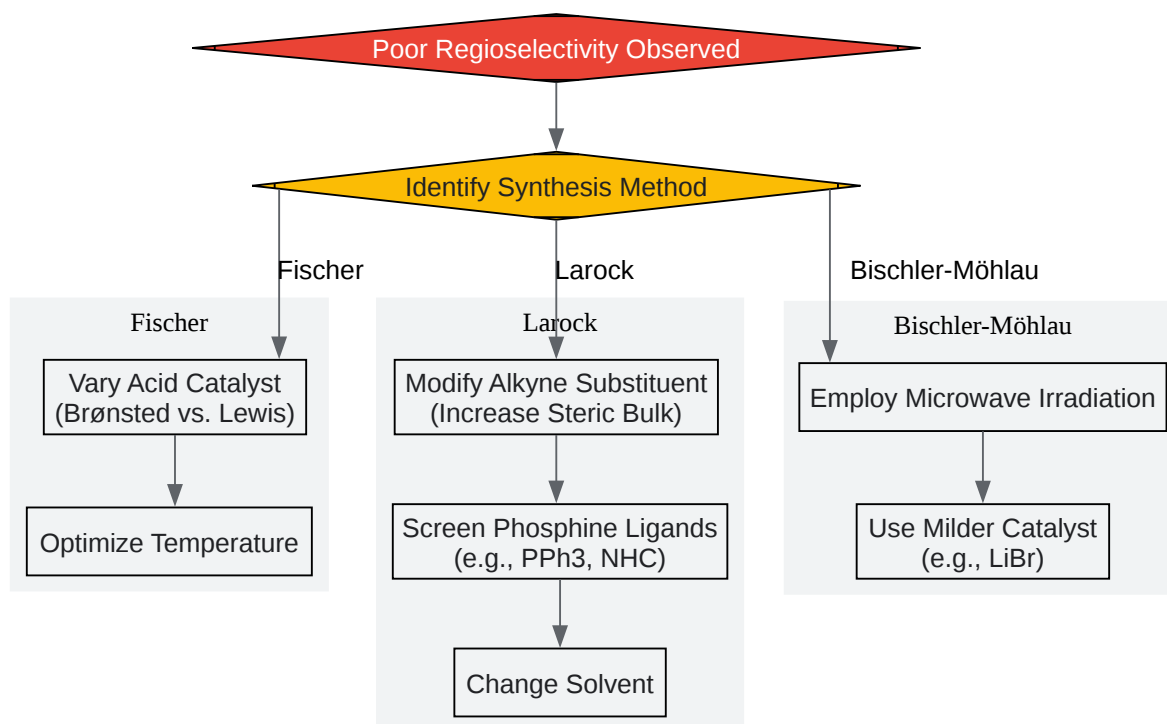 Poor Regioselectivity Observed
Identify Synthesis Method
Fischer
Larock
Bischler-Möhlau
Fischer
Vary Acid Catalyst
(Brønsted vs. Lewis)
Optimize Temperature
Larock
Modify Alkyne Substituent
(Increase Steric Bulk)
Screen Phosphine Ligands
(e.g., PPh3, NHC)
Change Solvent
Bischler-Möhlau
Employ Microwave Irradiation
Use Milder Catalyst
(e.g., LiBr)